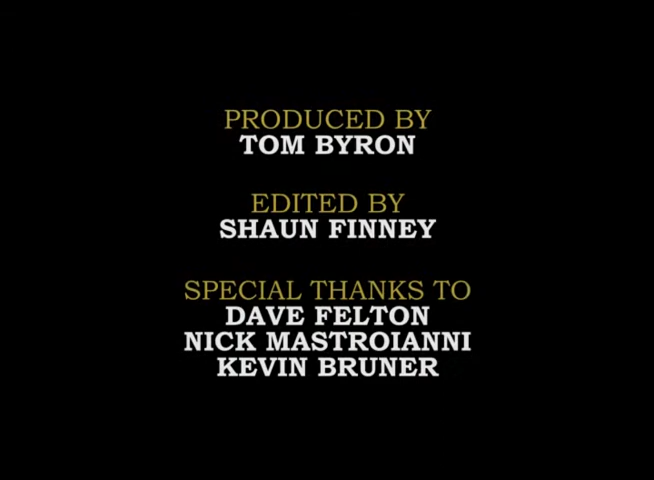 PRODUCED BY
TOM BYRON
EDITED BY
SHAUN FINNEY
SPECIAL THANKS TO
DAVE FELTON
NICK MASTROIANNI
KEVIN BRUNER